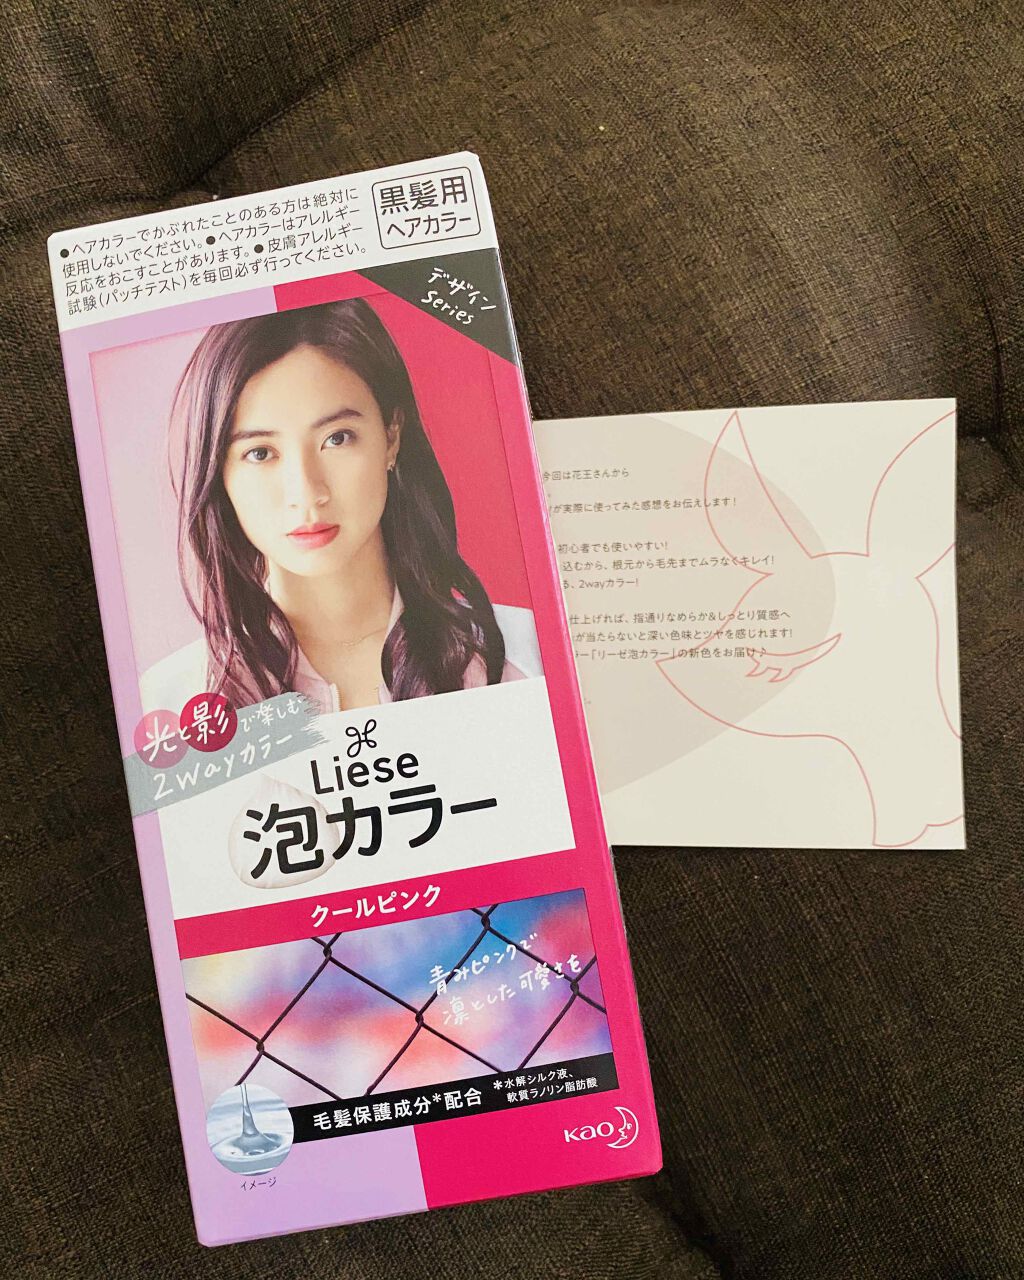 ●ヘアカラーでかぶれたことのある方は絶対に
使用しないでください。●ヘアカラーはアレルギー
反応をおこすことがあります。●皮膚アレルギー
試験(パッチテスト)を毎回必ず行ってください。
黒髪用
ヘアカラー
デザイン
Series
光と影で楽しむ
2wayカラー
Liese
泡カラー
クールピンク
青みピンクで
凛とした可愛さを
毛髪保護成分*配合
*水解シルク液、
軟質ラノリン脂肪酸
イメージ
Kao
今回は花王さんから
が実際に使ってみた感想をお伝えします!
初心者でも使いやすい!
込むから、根元から毛先までムラなくキレイ!
る、2wayカラー!
仕上げれば、指通りなめらか&しっとり質感へ
が当たらないと深い色味とツヤを感じれます!
ラー「リーゼ泡カラー」の新色をお届け♪